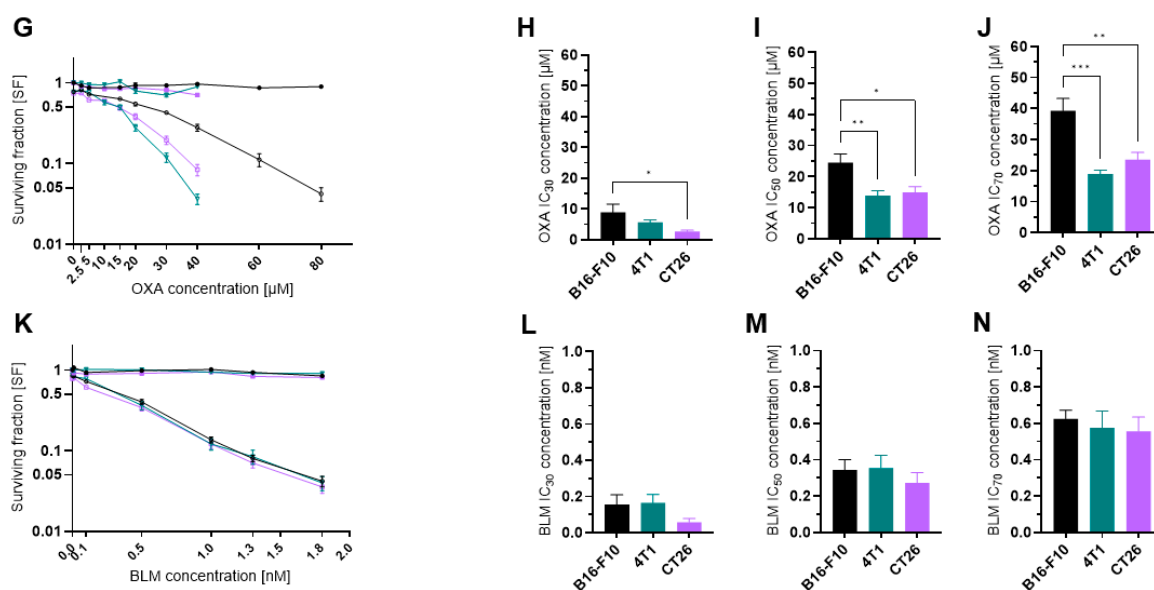 G
Surviving fraction [SF]
1
0.5
0.1
0.05
0.01
0
2.5
5
10
15
20
30
40
60
80
OXA concentration [µM]
H
OXA IC30 concentration [µM]
60
50
40
30
20
10
0
*
B16-F10
4T1
CT26
I
OXA IC50 concentration [µM]
60
50
40
30
20
10
0
*
**
B16-F10
4T1
CT26
J
OXA IC70 concentration [µM]
60
50
40
30
20
10
0
**
***
B16-F10
4T1
CT26
K
Surviving fraction [SF]
1
0.5
0.1
0.05
0.01
0.0
0.1
0.5
1.0
1.3
1.5
1.8
2.0
BLM concentration [nM]
L
BLM IC30 concentration [nM]
1.0
0.8
0.6
0.4
0.2
0.0
B16-F10
4T1
CT26
M
BLM IC50 concentration [nM]
1.0
0.8
0.6
0.4
0.2
0.0
B16-F10
4T1
CT26
N
BLM IC70 concentration [nM]
1.0
0.8
0.6
0.4
0.2
0.0
B16-F10
4T1
CT26